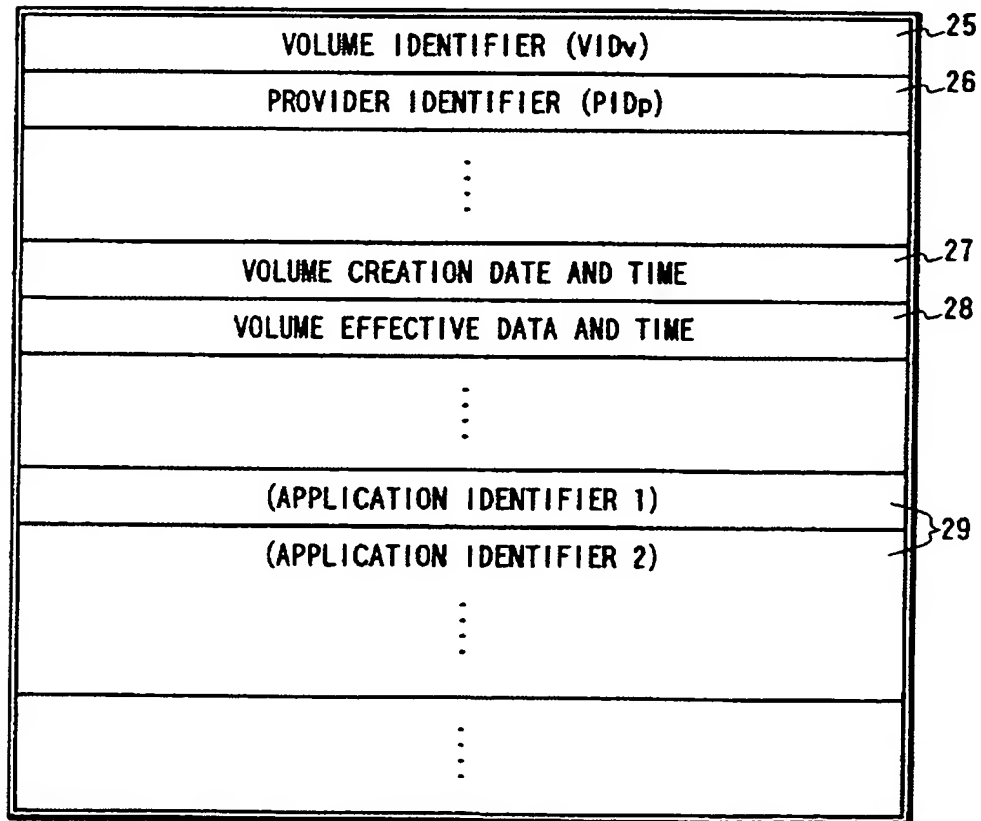 VOLUME IDENTIFIER (VIDv) 25
PROVIDER IDENTIFIER (PIDp) 26
VOLUME CREATION DATE AND TIME 27
VOLUME EFFECTIVE DATA AND TIME 28
(APPLICATION IDENTIFIER 1)
29
(APPLICATION IDENTIFIER 2)